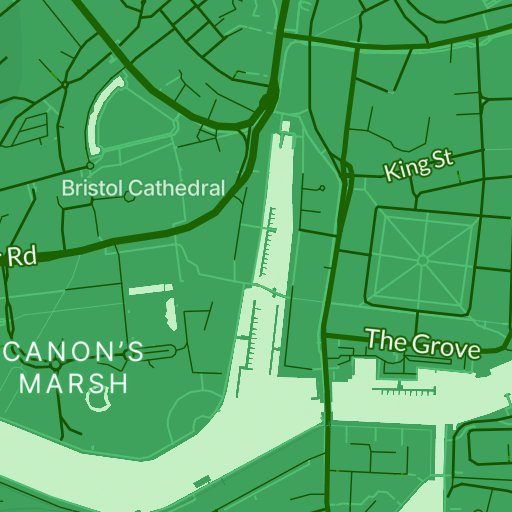 King St
Bristol Cathedral
Rd
The Grove
CANON'S
MARSH